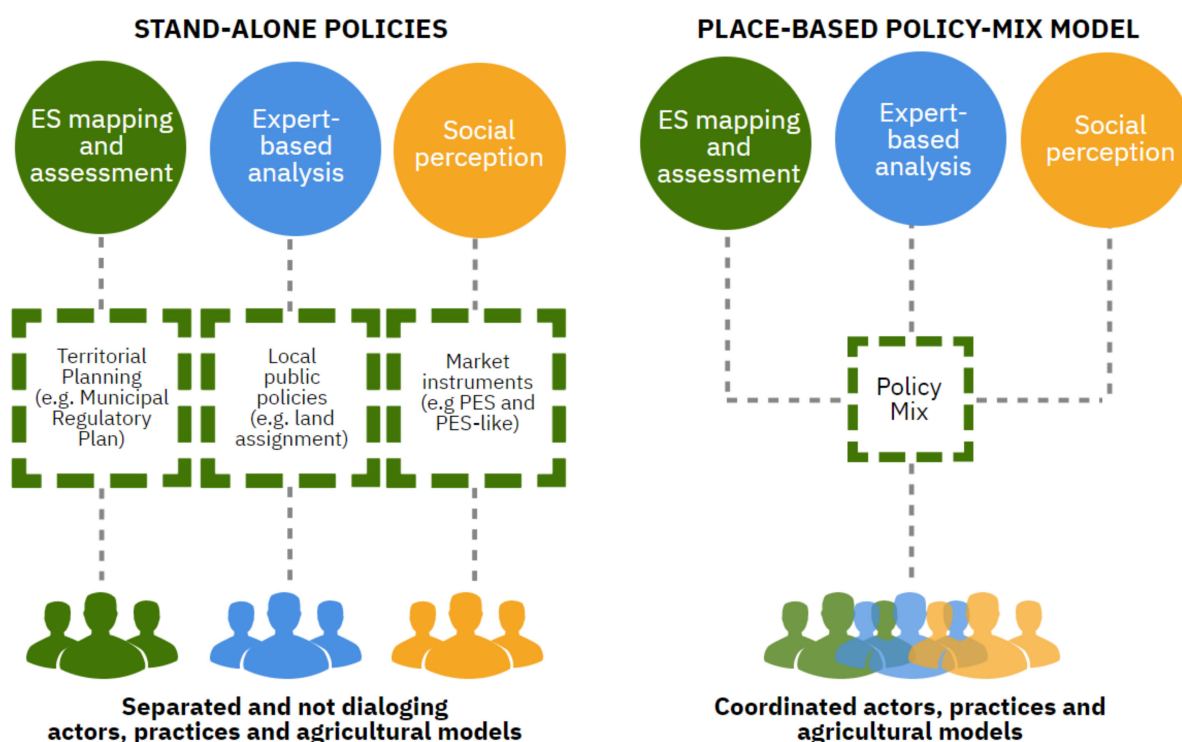 STAND-ALONE POLICIES
ES mapping
and
assessment
Expert-
based
analysis
Social
perception
Territorial
Planning
(e.g. Municipal
Regulatory
Plan)
Local
public
policies
(e.g. land
assignment)
Market
instruments
(e.g PES and
PES-like)
Separated and not dialoging
actors, practices and agricultural models
PLACE-BASED POLICY-MIX MODEL
ES mapping
and
assessment
Expert-
based
analysis
Social
perception
Policy
Mix
Coordinated actors, practices and
agricultural models